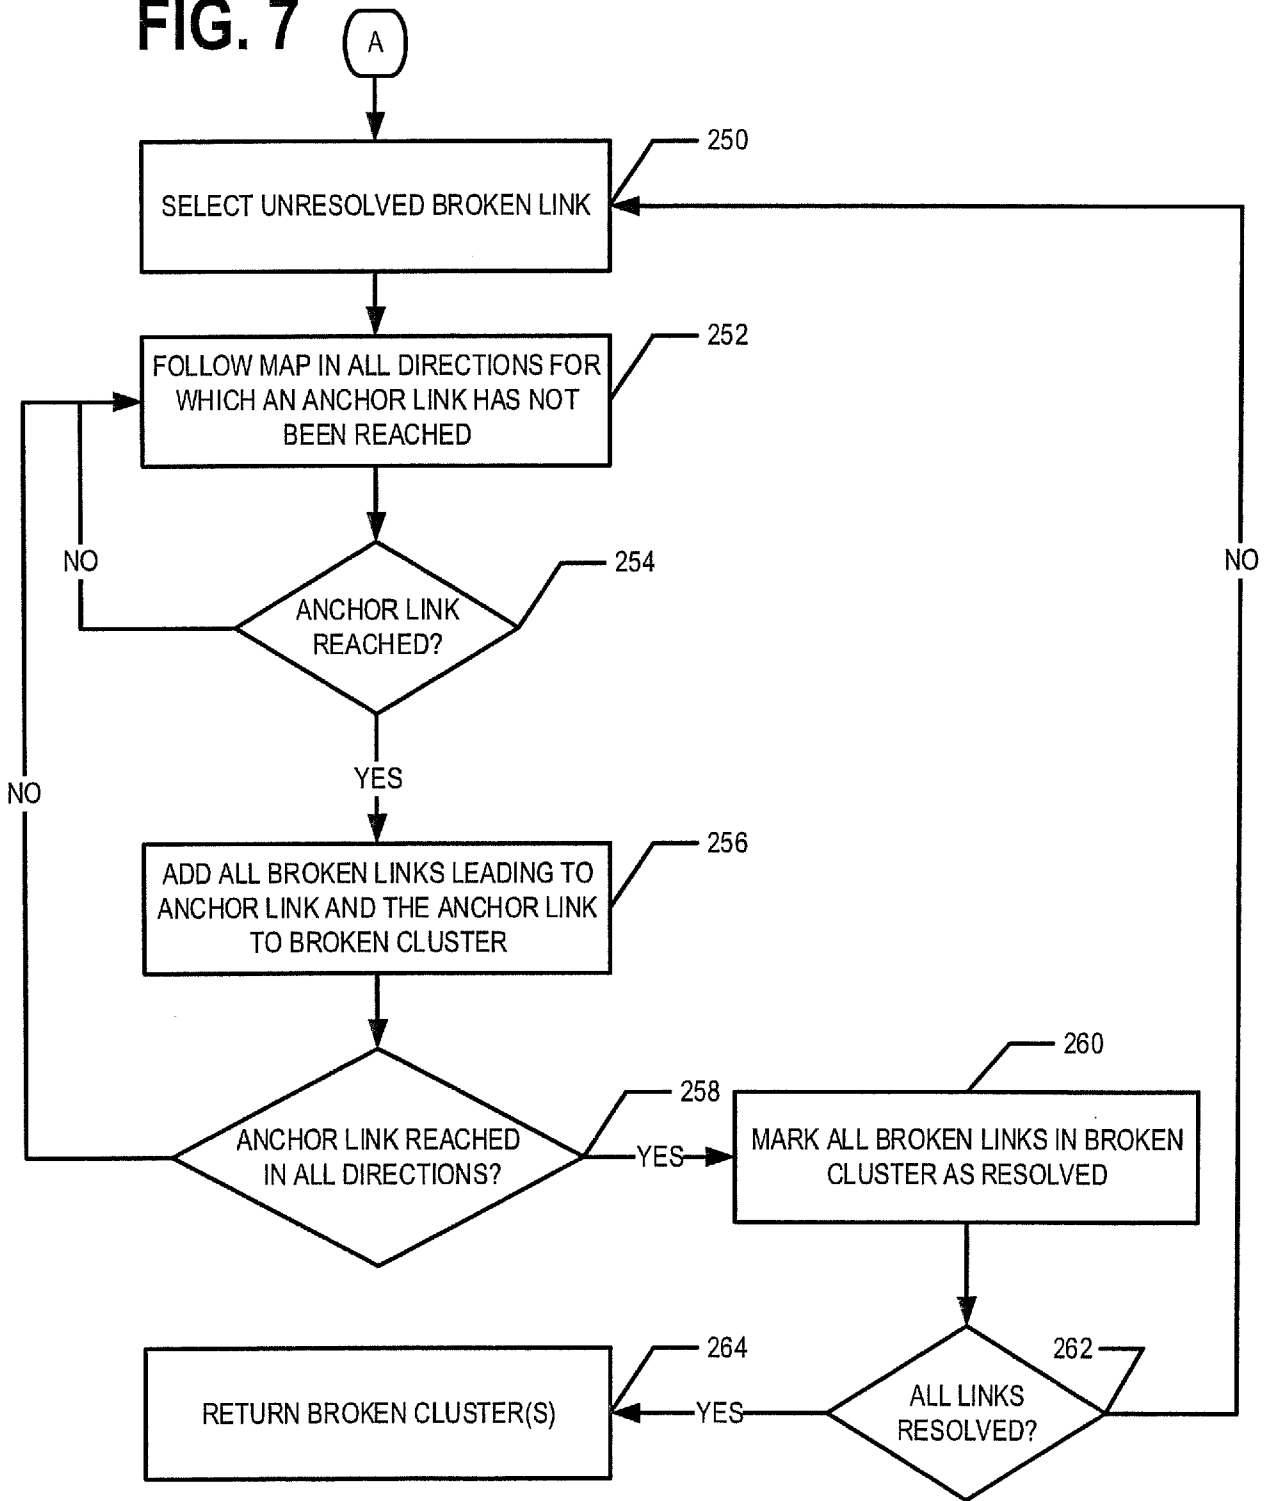 FIG. 7
A
250
SELECT UNRESOLVED BROKEN LINK
252
FOLLOW MAP IN ALL DIRECTIONS FOR
WHICH AN ANCHOR LINK HAS NOT
BEEN REACHED
NO
254
ANCHOR LINK
REACHED?
NO
YES
NO
256
ADD ALL BROKEN LINKS LEADING TO
ANCHOR LINK AND THE ANCHOR LINK
TO BROKEN CLUSTER
258
ANCHOR LINK REACHED
IN ALL DIRECTIONS?
YES
260
MARK ALL BROKEN LINKS IN BROKEN
CLUSTER AS RESOLVED
262
ALL LINKS
RESOLVED?
YES
264
RETURN BROKEN CLUSTER(S)